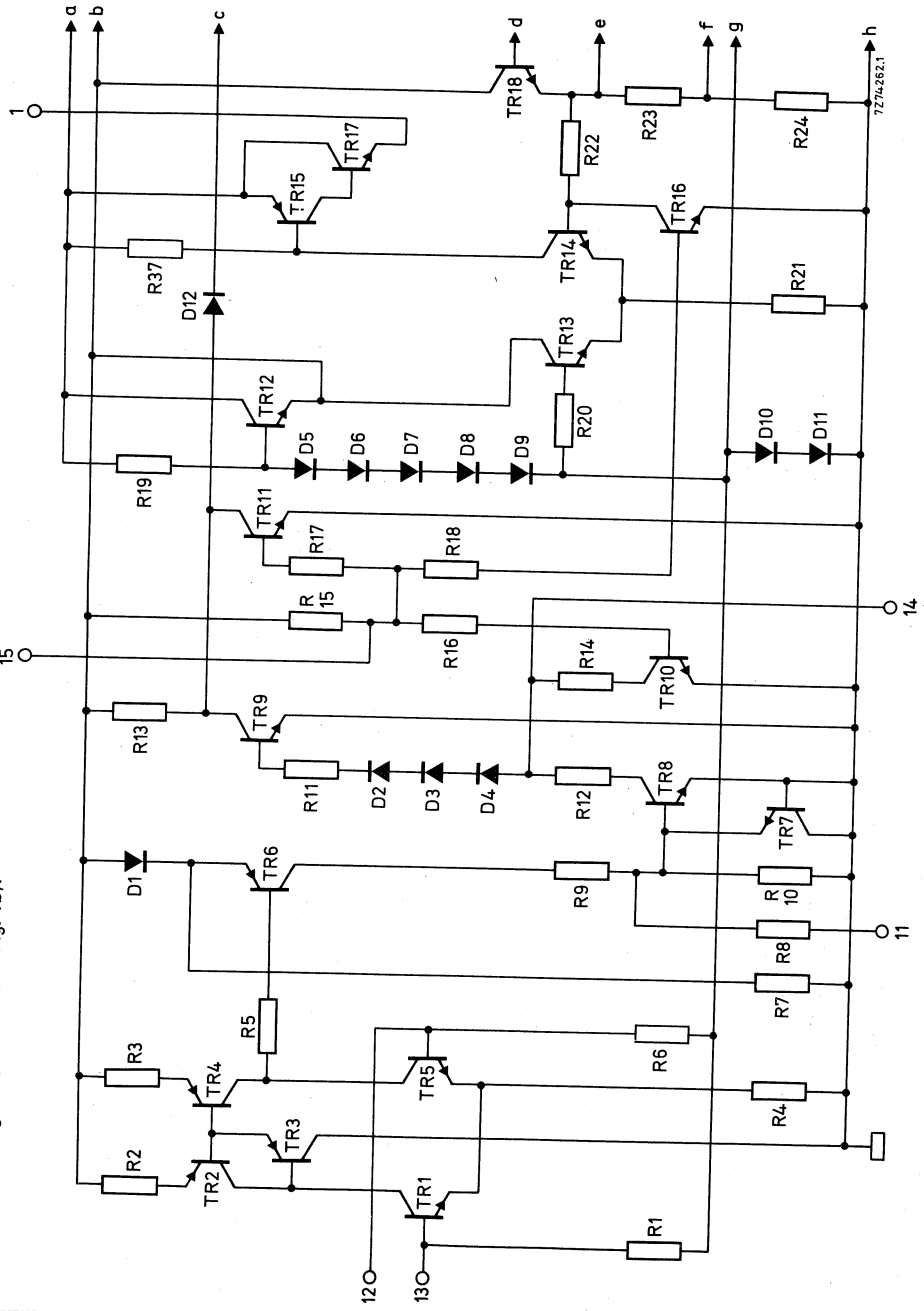 a
b
c
d
e
f
g
h
7Z74262.1
1
TR18
R22
R23
R24
TR17
TR15
TR16
R37
TR14
R21
D12
TR13
TR12
R20
D5
D6
D7
D8
D9
D10
D11
R19
TR11
R17
R18
R
15
R16
14
15
R14
TR10
R13
TR9
R11
D2
D3
D4
R12
TR8
TR7
D1
TR6
R9
R
10
R8
11
R7
R5
R6
R3
TR4
TR5
R4
R2
TR2
TR3
TR1
R1
12
13